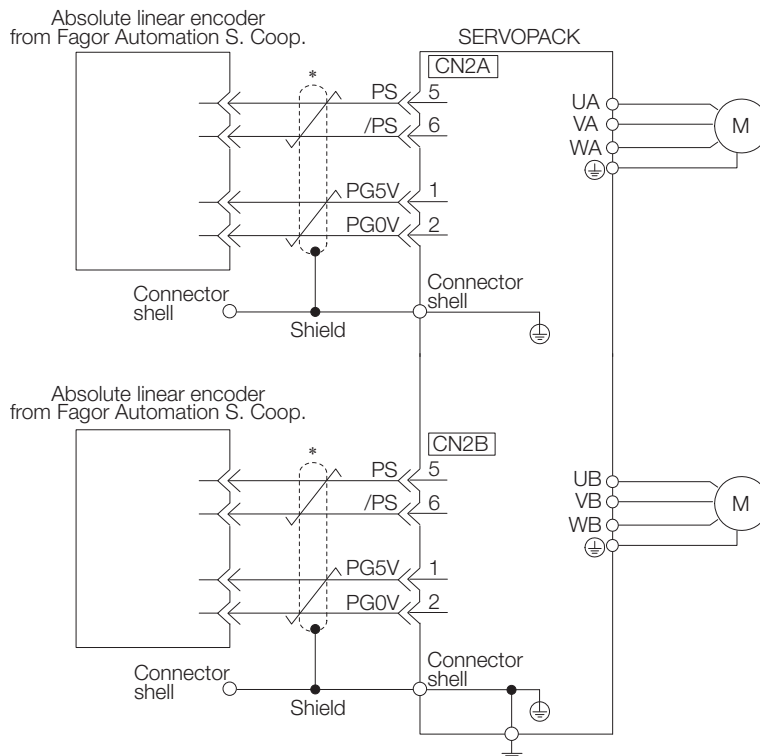 Absolute linear encoder
from Fagor Automation S. Coop.
SERVOPACK
CN2A
*
PS
5
/PS
6
PG5V
1
PG0V
2
UA
VA
WA
M
Connector
shell
Connector
shell
Shield
Absolute linear encoder
from Fagor Automation S. Coop.
CN2B
*
PS
5
/PS
6
PG5V
1
PG0V
2
UB
VB
WB
M
Connector
shell
Connector
shell
Shield